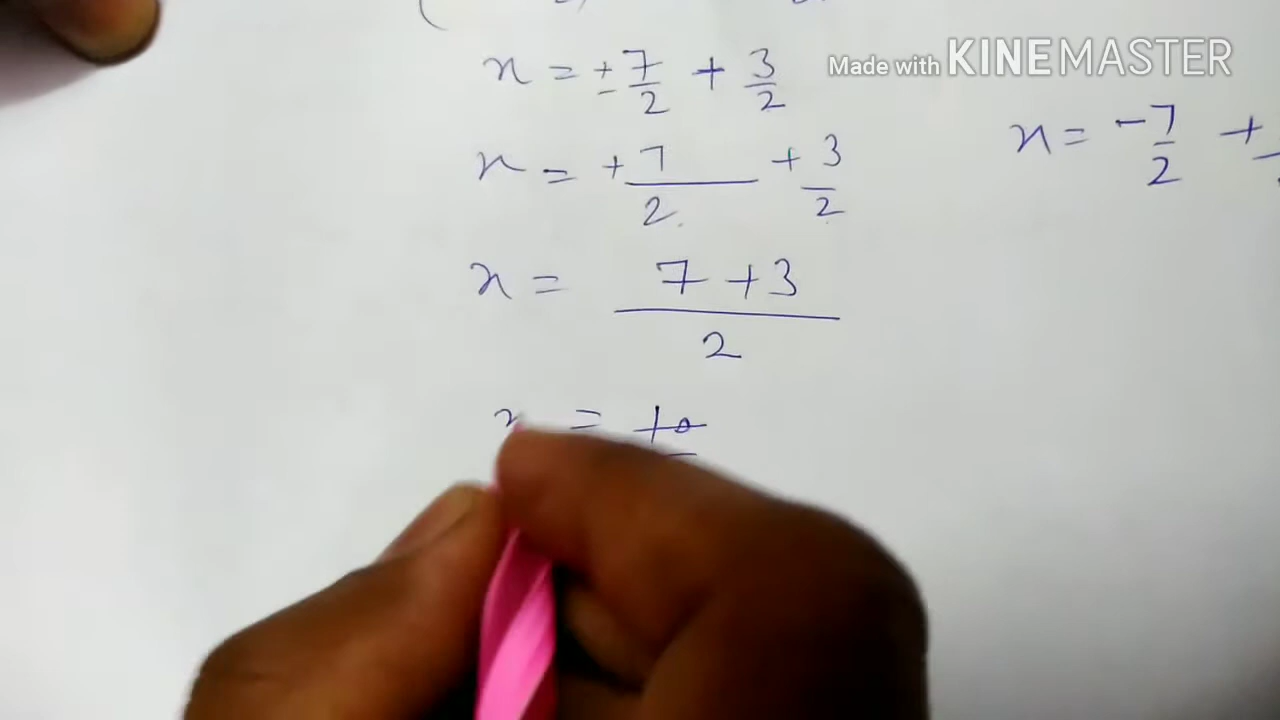 Made with KINEMASTER
x = ± 7/2 + 3/2
x = +7/2 + 3/2
x = 7+3/2
x = 10
x = -7/2 +